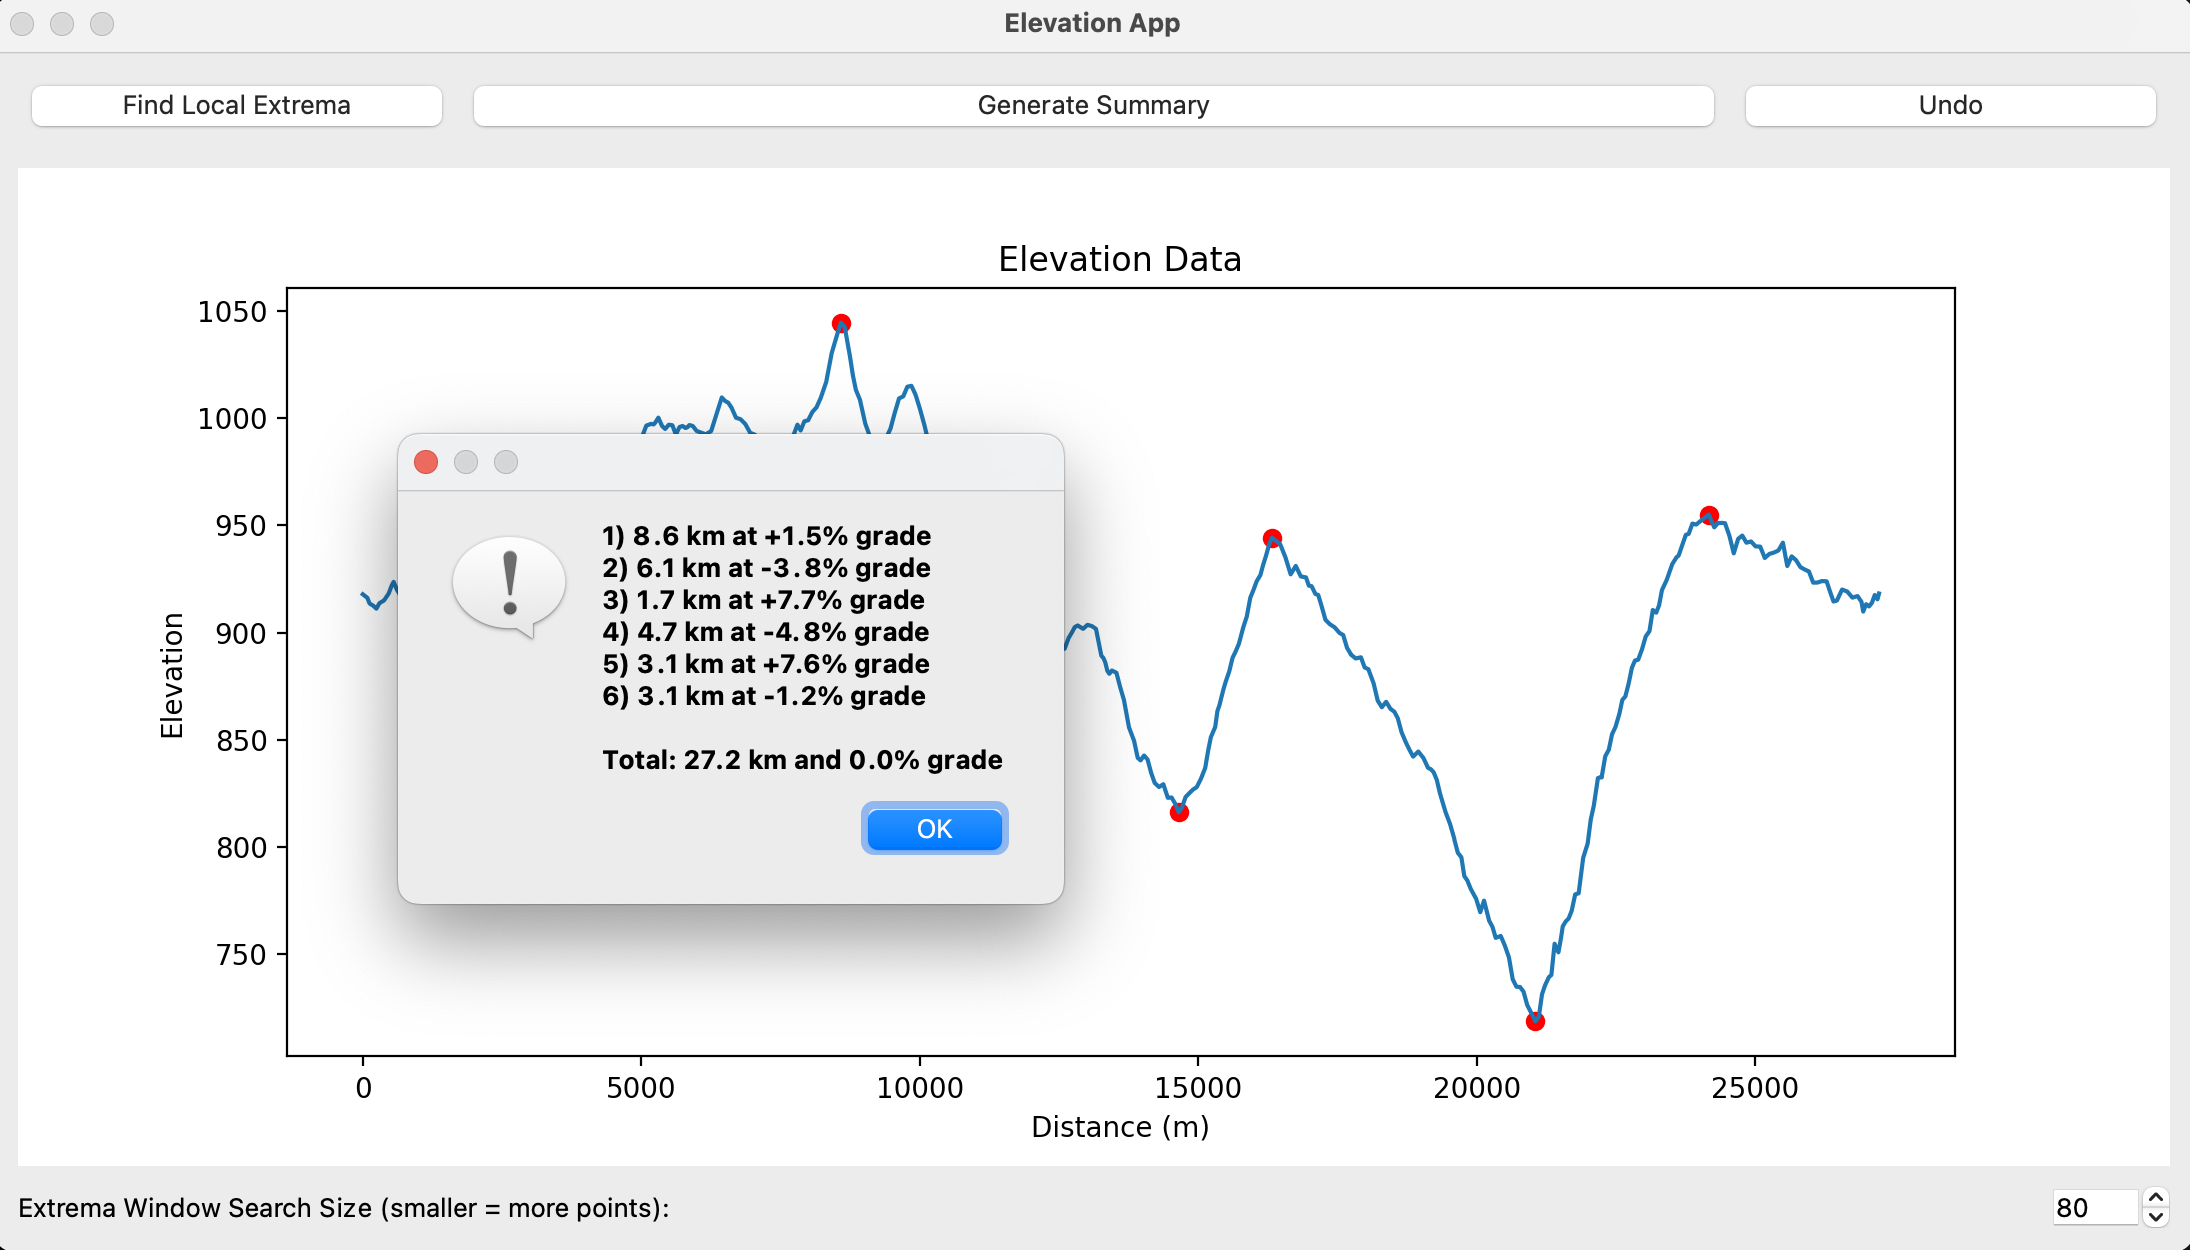 Elevation App
Find Local Extrema
Generate Summary
Undo
Elevation Data
1050
1000
950
900
850
800
750
Elevation
1) 8.6 km at +1.5% grade
2) 6.1 km at -3.8% grade
3) 1.7 km at +7.7% grade
4) 4.7 km at -4.8% grade
5) 3.1 km at +7.6% grade
6) 3.1 km at -1.2% grade
Total: 27.2 km and 0.0% grade
OK
0 5000 10000 15000 20000 25000
Distance (m)
Extrema Window Search Size (smaller = more points): 80